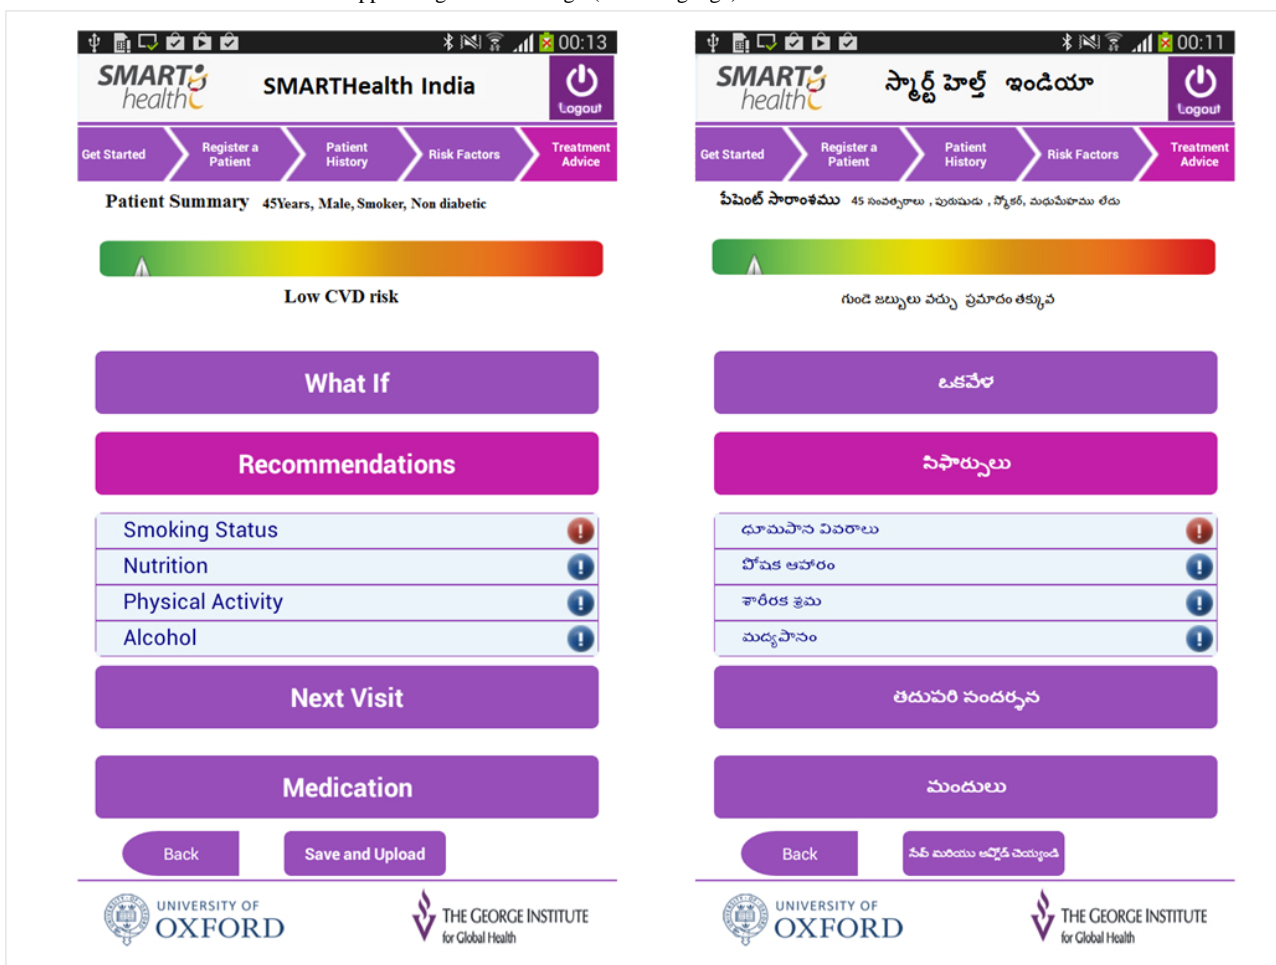 00:13
SMART health
SMARTHealth India
Logout
Get Started
Register a Patient
Patient History
Risk Factors
Treatment Advice
Patient Summary 45Years, Male, Smoker, Non diabetic
Low CVD risk
What If
Recommendations
Smoking Status
Nutrition
Physical Activity
Alcohol
Next Visit
Medication
Back
Save and Upload
UNIVERSITY OF
OXFORD
THE GEORGE INSTITUTE
for Global Health
00:11
SMART health
స్మార్ట్ హెల్త్ ఇండియా
Logout
Get Started
Register a Patient
Patient History
Risk Factors
Treatment Advice
పేషెంట్ సారాంశము 45 సంవత్సరాలు , పురుషుడు , స్మోకర్, మధుమేహము లేదు
గుండె జబ్బులు వచ్చు ప్రమాదం తక్కువ
ఒకవేళ
సిఫార్సులు
ధూమపాన వివరాలు
పోషక ఆహారం
శారీరక శ్రమ
మద్యపానం
తదుపరి సందర్శన
మందులు
Back
సేవ్ మరియు అప్లోడ్ చెయ్యండి
UNIVERSITY OF
OXFORD
THE GEORGE INSTITUTE
for Global Health